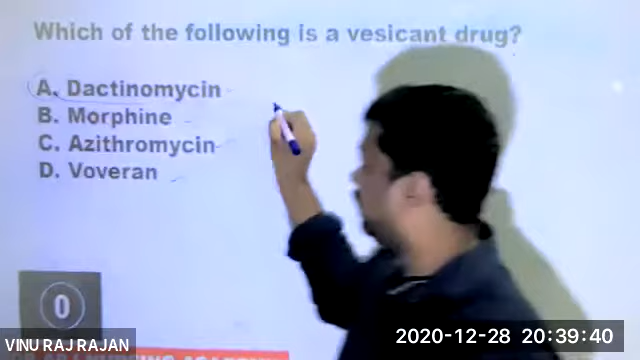 Which of the following is a vesicant drug?
A. Dactinomycin
B. Morphine
C. Azithromycin
D. Voveran
0
VINU RAJ RAJAN
2020-12-28 20:39:40